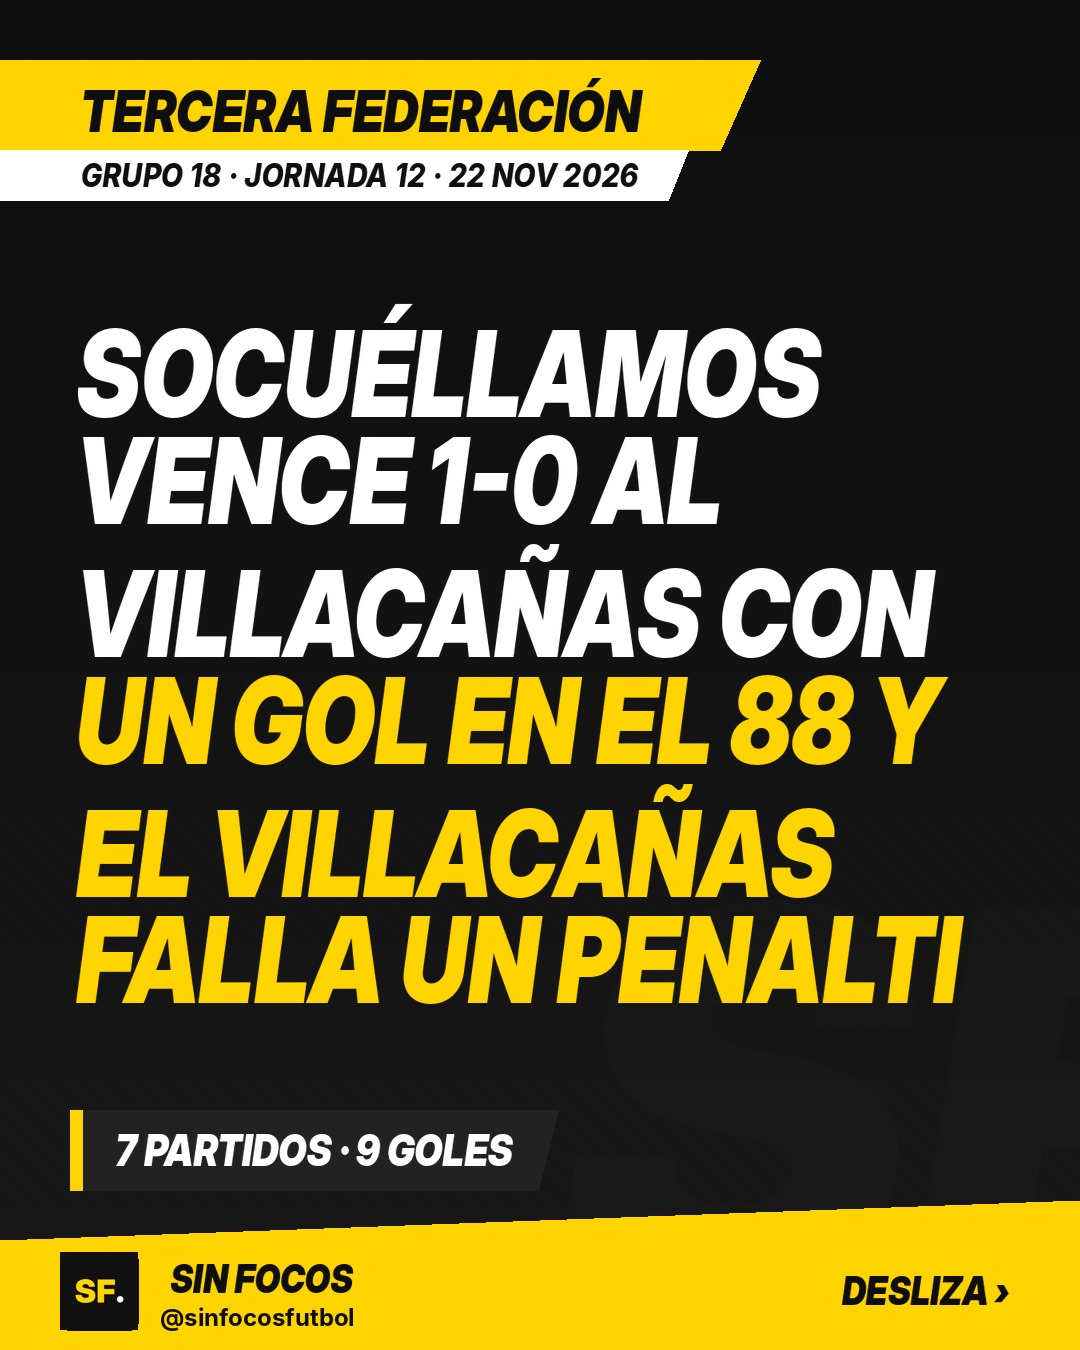 TERCERA FEDERACIÓN
GRUPO 18 · JORNADA 12 · 22 NOV 2026
SOCUÉLLAMOS
VENCE 1-0 AL
VILLACAÑAS CON
UN GOL EN EL 88 Y
EL VILLACAÑAS
FALLA UN PENALTI
7 PARTIDOS · 9 GOLES
SF.
SIN FOCOS
@sinfocosfutbol
DESLIZA ›